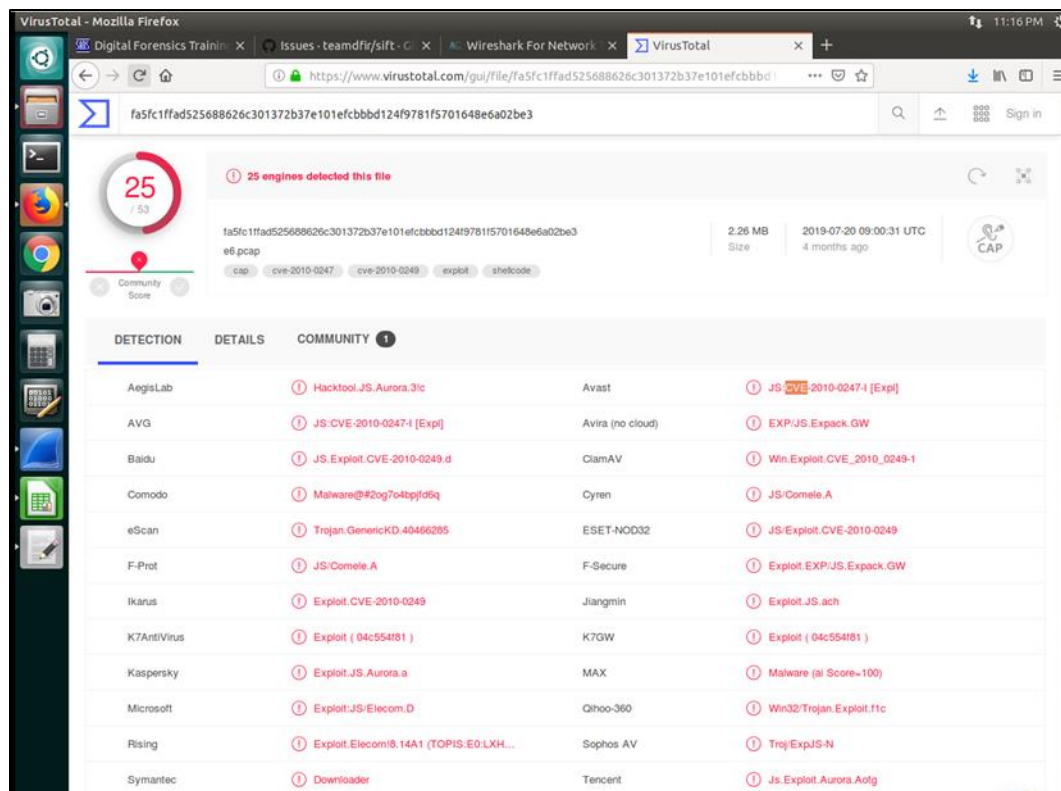 VirusTotal - Mozilla Firefox 11:16 PM
Digital Forensics Trainin Issues · teamdfir/sift - G Wireshark For Network VirusTotal
https://www.virustotal.com/gui/file/fa5fc1ffad525688626c301372b37e101efcbbbd
fa5fc1ffad525688626c301372b37e101efcbbbd124f9781f5701648e6a02be3 Sign in
25
/ 53
Community
Score
25 engines detected this file
fa5fc1ffad525688626c301372b37e101efcbbbd124f9781f5701648e6a02be3
e6.pcap
cap cve-2010-0247 cve-2010-0249 exploit shellcode
2.26 MB
Size
2019-07-20 09:00:31 UTC
4 months ago
CAP
DETECTION DETAILS COMMUNITY 1
AegisLab Hacktool.JS.Aurora.3!c Avast JS:CVE-2010-0247-I [Expl]
AVG JS:CVE-2010-0247-I [Expl] Avira (no cloud) EXP/JS.Expack.GW
Baidu JS.Exploit.CVE-2010-0249.d ClamAV Win.Exploit.CVE_2010_0249-1
Comodo Malware@#2og7o4bpjfd6q Cyren JS/Comele.A
eScan Trojan.GenericKD.40466285 ESET-NOD32 JS/Exploit.CVE-2010-0249
F-Prot JS/Comele.A F-Secure Exploit.EXP/JS.Expack.GW
Ikarus Exploit.CVE-2010-0249 Jiangmin Exploit.JS.ach
K7AntiVirus Exploit ( 04c554f81 ) K7GW Exploit ( 04c554f81 )
Kaspersky Exploit.JS.Aurora.a MAX Malware (ai Score=100)
Microsoft Exploit:JS/Elecom.D Qihoo-360 Win32/Trojan.Exploit.f1c
Rising Exploit.Elecom!8.14A1 (TOPIS:E0:LXH... Sophos AV Troj/ExpJS-N
Symantec Downloader Tencent Js.Exploit.Aurora.Aotg